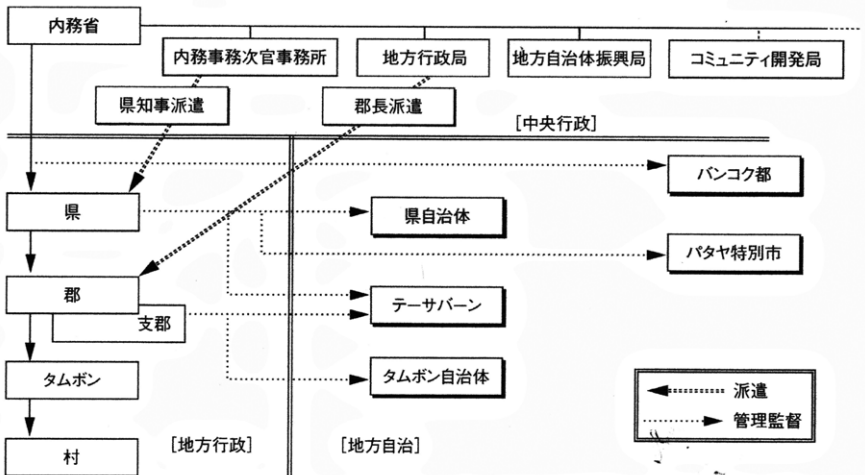 内務省
内務事務次官事務所
地方行政局
地方自治体振興局
コミュニティ開発局
県知事派遣
郡長派遣
[中央行政]
バンコク都
県
県自治体
パタヤ特別市
郡
支郡
テーサバーン
タムボン
タムボン自治体
派遣
管理監督
村
[地方行政]
[地方自治]